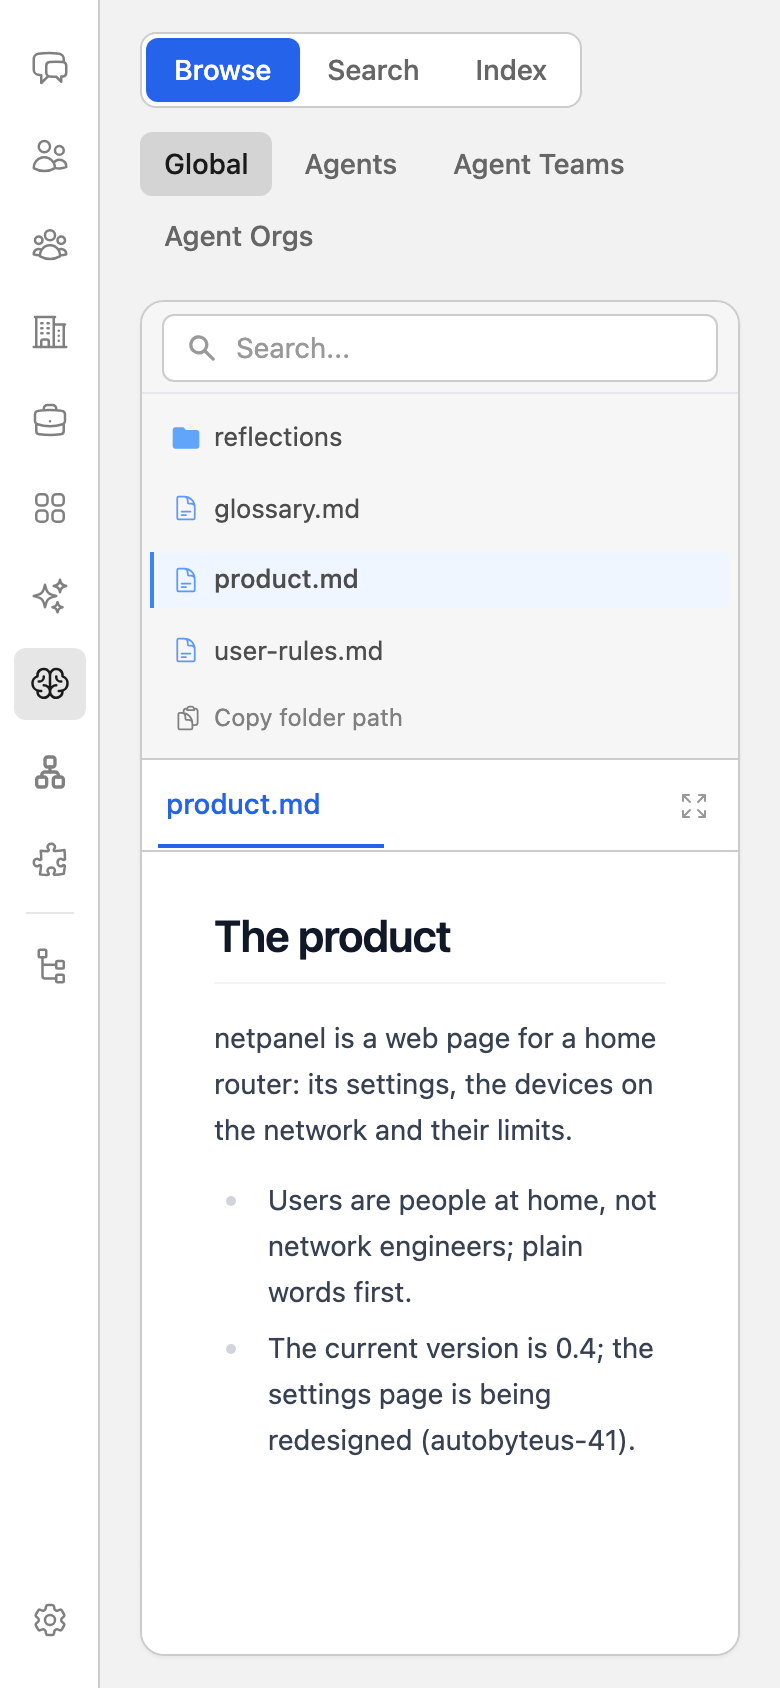 Browse Search Index
Global Agents Agent Teams
Agent Orgs
Search...
reflections
glossary.md
product.md
user-rules.md
Copy folder path
product.md
The product
netpanel is a web page for a home
router: its settings, the devices on
the network and their limits.
Users are people at home, not
network engineers; plain
words first.
The current version is 0.4; the
settings page is being
redesigned (autobyteus-41).